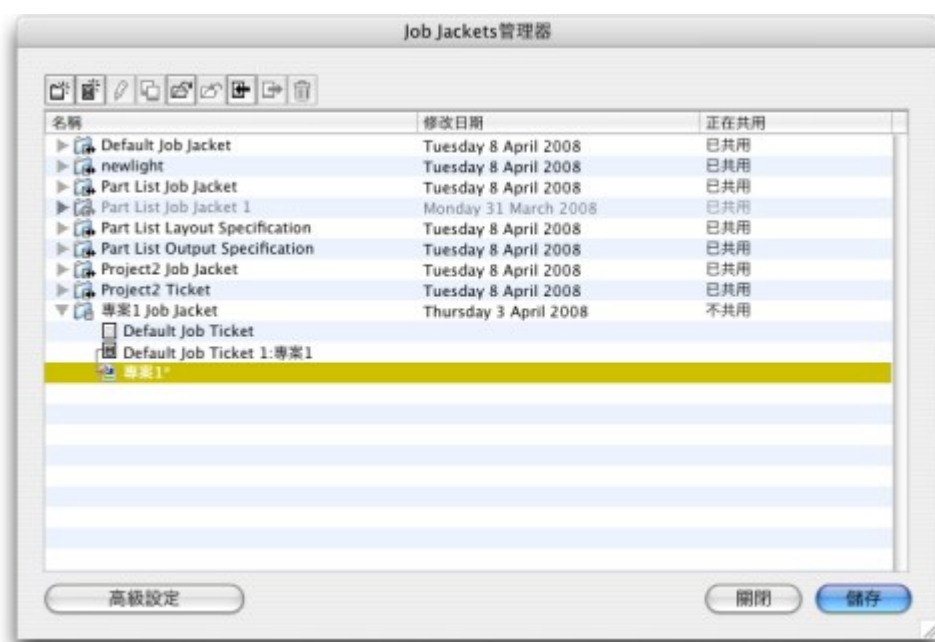 Job Jackets管理器
名稱 修改日期 正在共用
Default Job Jacket Tuesday 8 April 2008 已共用
newlight Tuesday 8 April 2008 已共用
Part List Job Jacket Tuesday 8 April 2008 已共用
Part List Job Jacket 1 Monday 31 March 2008 已共用
Part List Layout Specification Tuesday 8 April 2008 已共用
Part List Output Specification Tuesday 8 April 2008 已共用
Project2 Job Jacket Tuesday 8 April 2008 已共用
Project2 Ticket Tuesday 8 April 2008 已共用
專案1 Job Jacket Thursday 3 April 2008 不共用
Default Job Ticket
Default Job Ticket 1:專案1
專案1*
高級設定 關閉 儲存